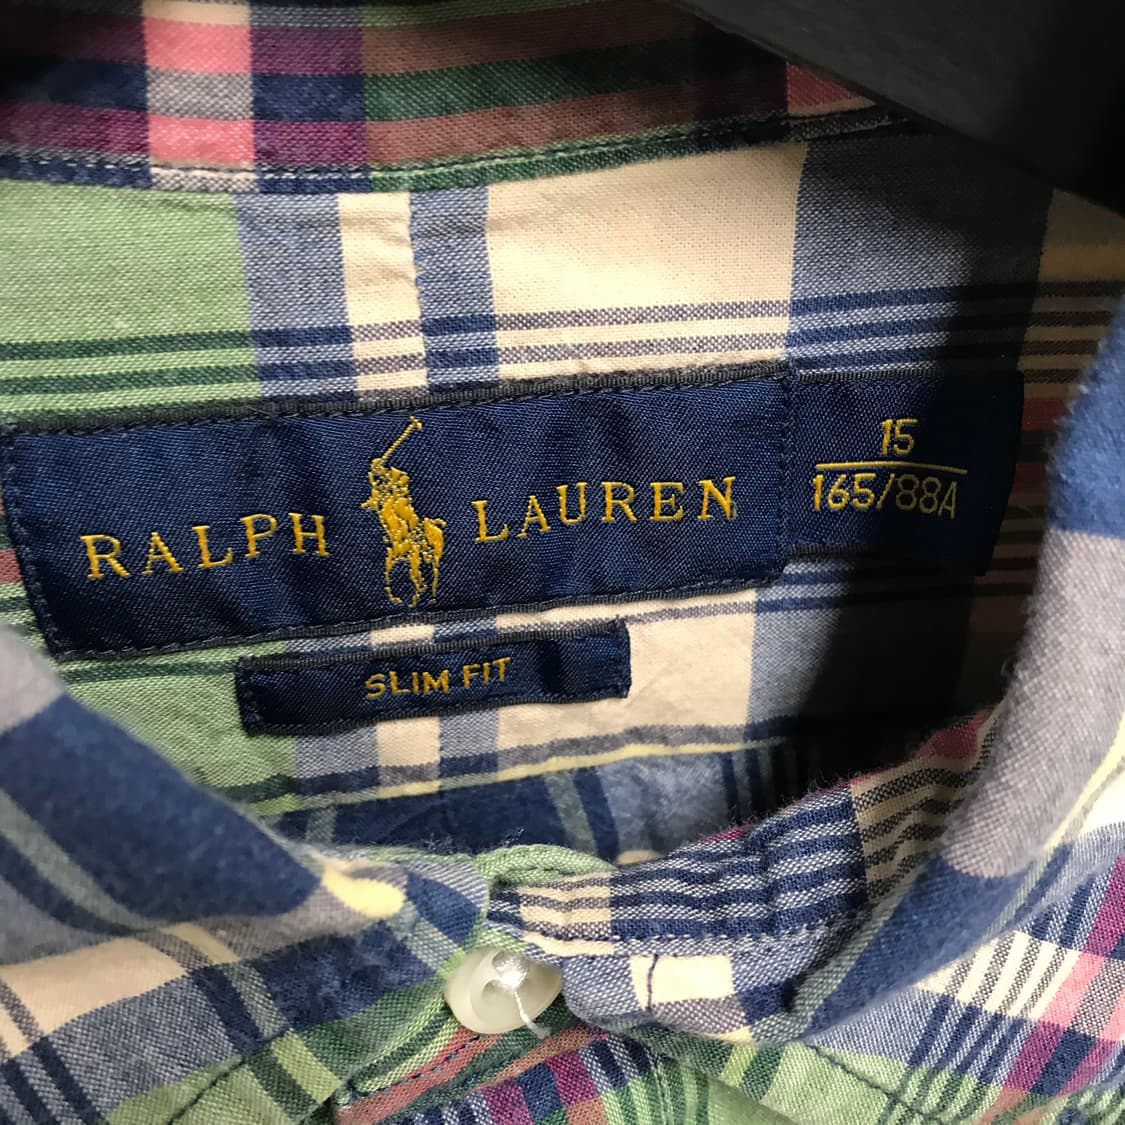 RALPH LAUREN
15
165/88A
SLIM FIT